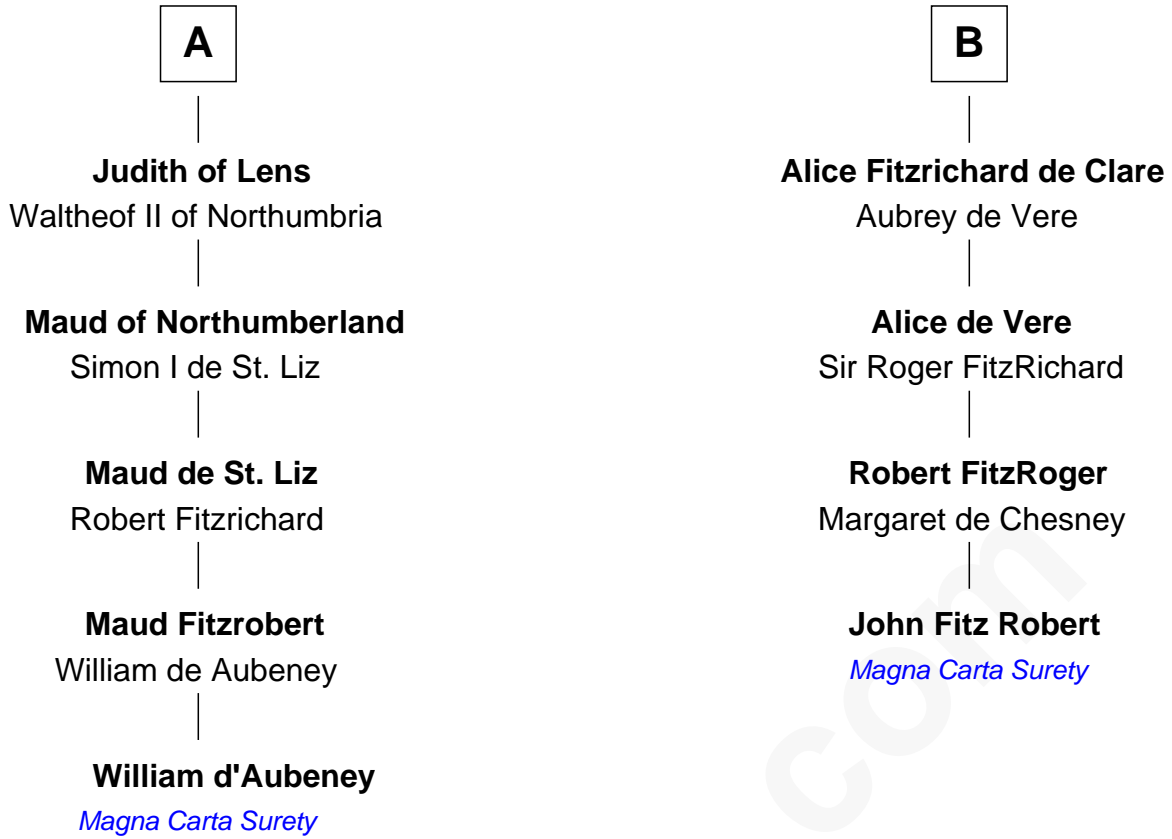 A
Judith of Lens
Waltheof II of Northumbria
Maud of Northumberland
Simon I de St. Liz
Maud de St. Liz
Robert Fitzrichard
Maud Fitzrobert
William de Aubeney
William d'Aubeney
Magna Carta Surety
B
Alice Fitzrichard de Clare
Aubrey de Vere
Alice de Vere
Sir Roger FitzRichard
Robert FitzRoger
Margaret de Chesney
John Fitz Robert
Magna Carta Surety
com